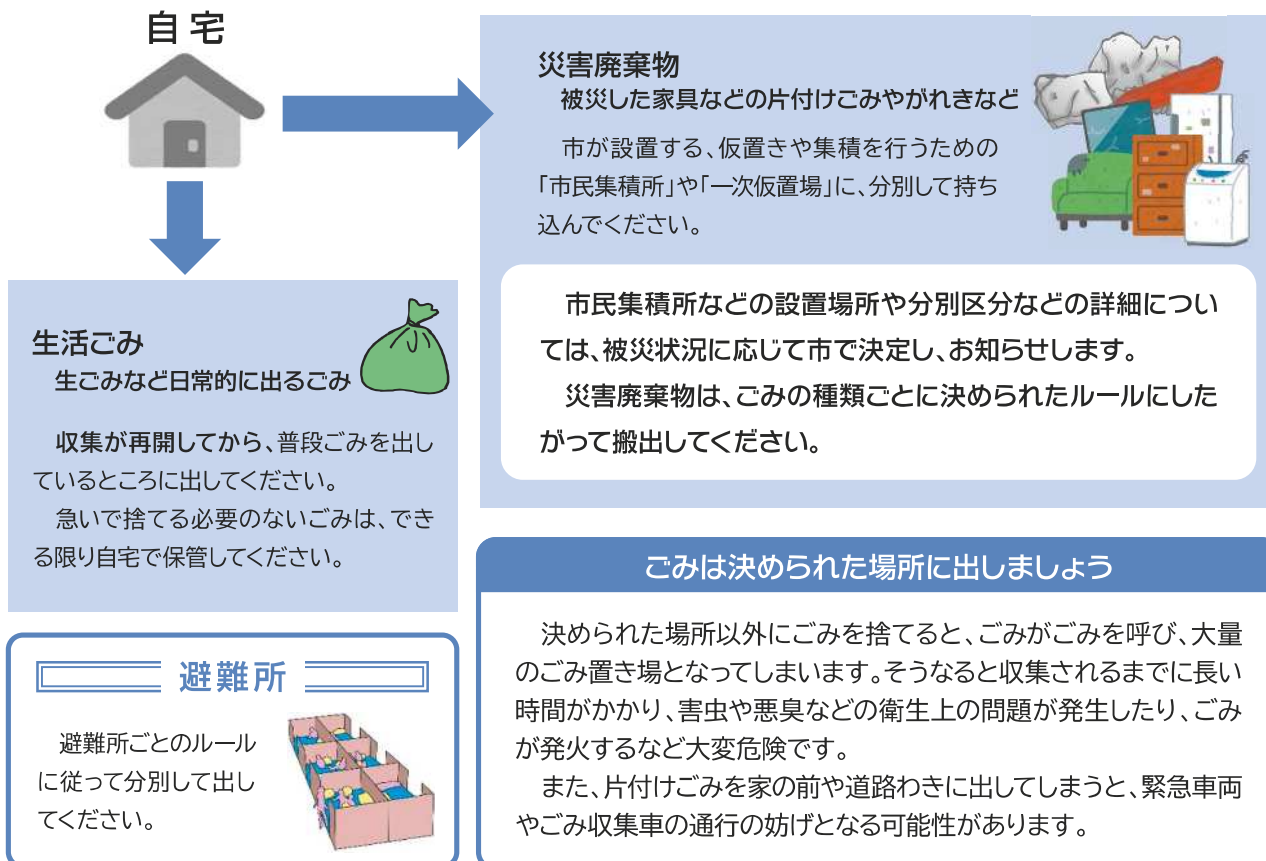 自宅
災害廃棄物
被災した家具などの片付けごみやがれきなど
市が設置する、仮置きや集積を行うための
「市民集積所」や「一次仮置場」に、分別して持ち
込んでください。
市民集積所などの設置場所や分別区分などの詳細につい
ては、被災状況に応じて市で決定し、お知らせします。
災害廃棄物は、ごみの種類ごとに決められたルールにした
がって搬出してください。
生活ごみ
生ごみなど日常的に出るごみ
収集が再開してから、普段ごみを出し
ているところに出してください。
急いで捨てる必要のないごみは、でき
る限り自宅で保管してください。
避難所
避難所ごとのルール
に従って分別して出し
てください。
ごみは決められた場所に出しましょう
決められた場所以外にごみを捨てると、ごみがごみを呼び、大量
のごみ置き場となってしまいます。そうなると収集されるまでに長い
時間がかかり、害虫や悪臭などの衛生上の問題が発生したり、ごみ
が発火するなど大変危険です。
また、片付けごみを家の前や道路わきに出してしまうと、緊急車両
やごみ収集車の通行の妨げとなる可能性があります。